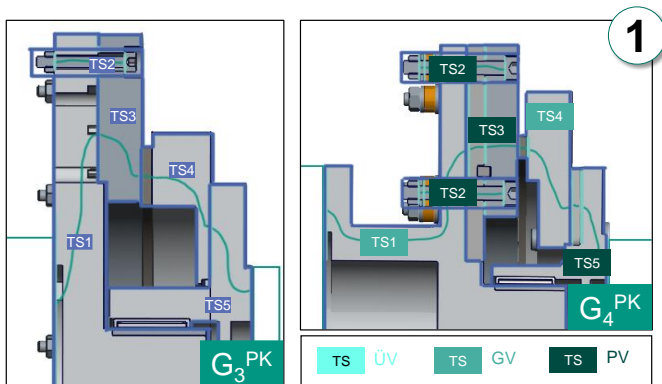 1
TS2
TS3
TS4
TS1
TS5
G₃ᴾᴷ
TS2
TS4
TS3
TS2
TS1
TS5
G₄ᴾᴷ
TS ÜV TS GV TS PV